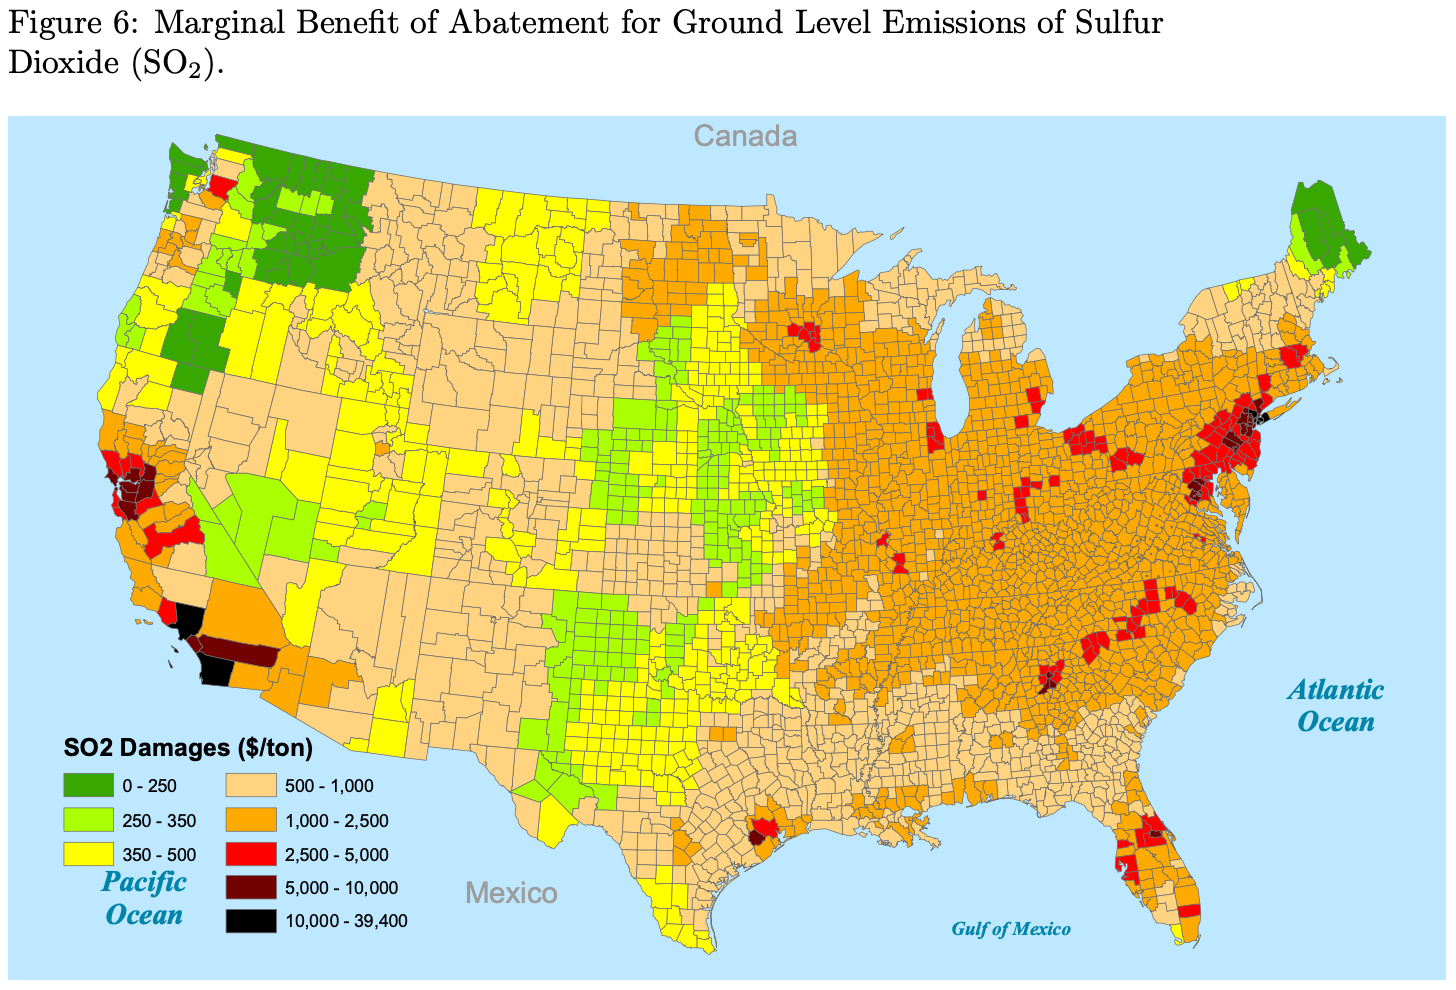 Figure 6: Marginal Benefit of Abatement for Ground Level Emissions of Sulfur
Dioxide (SO₂).
Canada
Atlantic
Ocean
SO2 Damages ($/ton)
0 - 250
500 - 1,000
250 - 350
1,000 - 2,500
350 - 500
2,500 - 5,000
Pacific
Ocean
5,000 - 10,000
10,000 - 39,400
Mexico
Gulf of Mexico